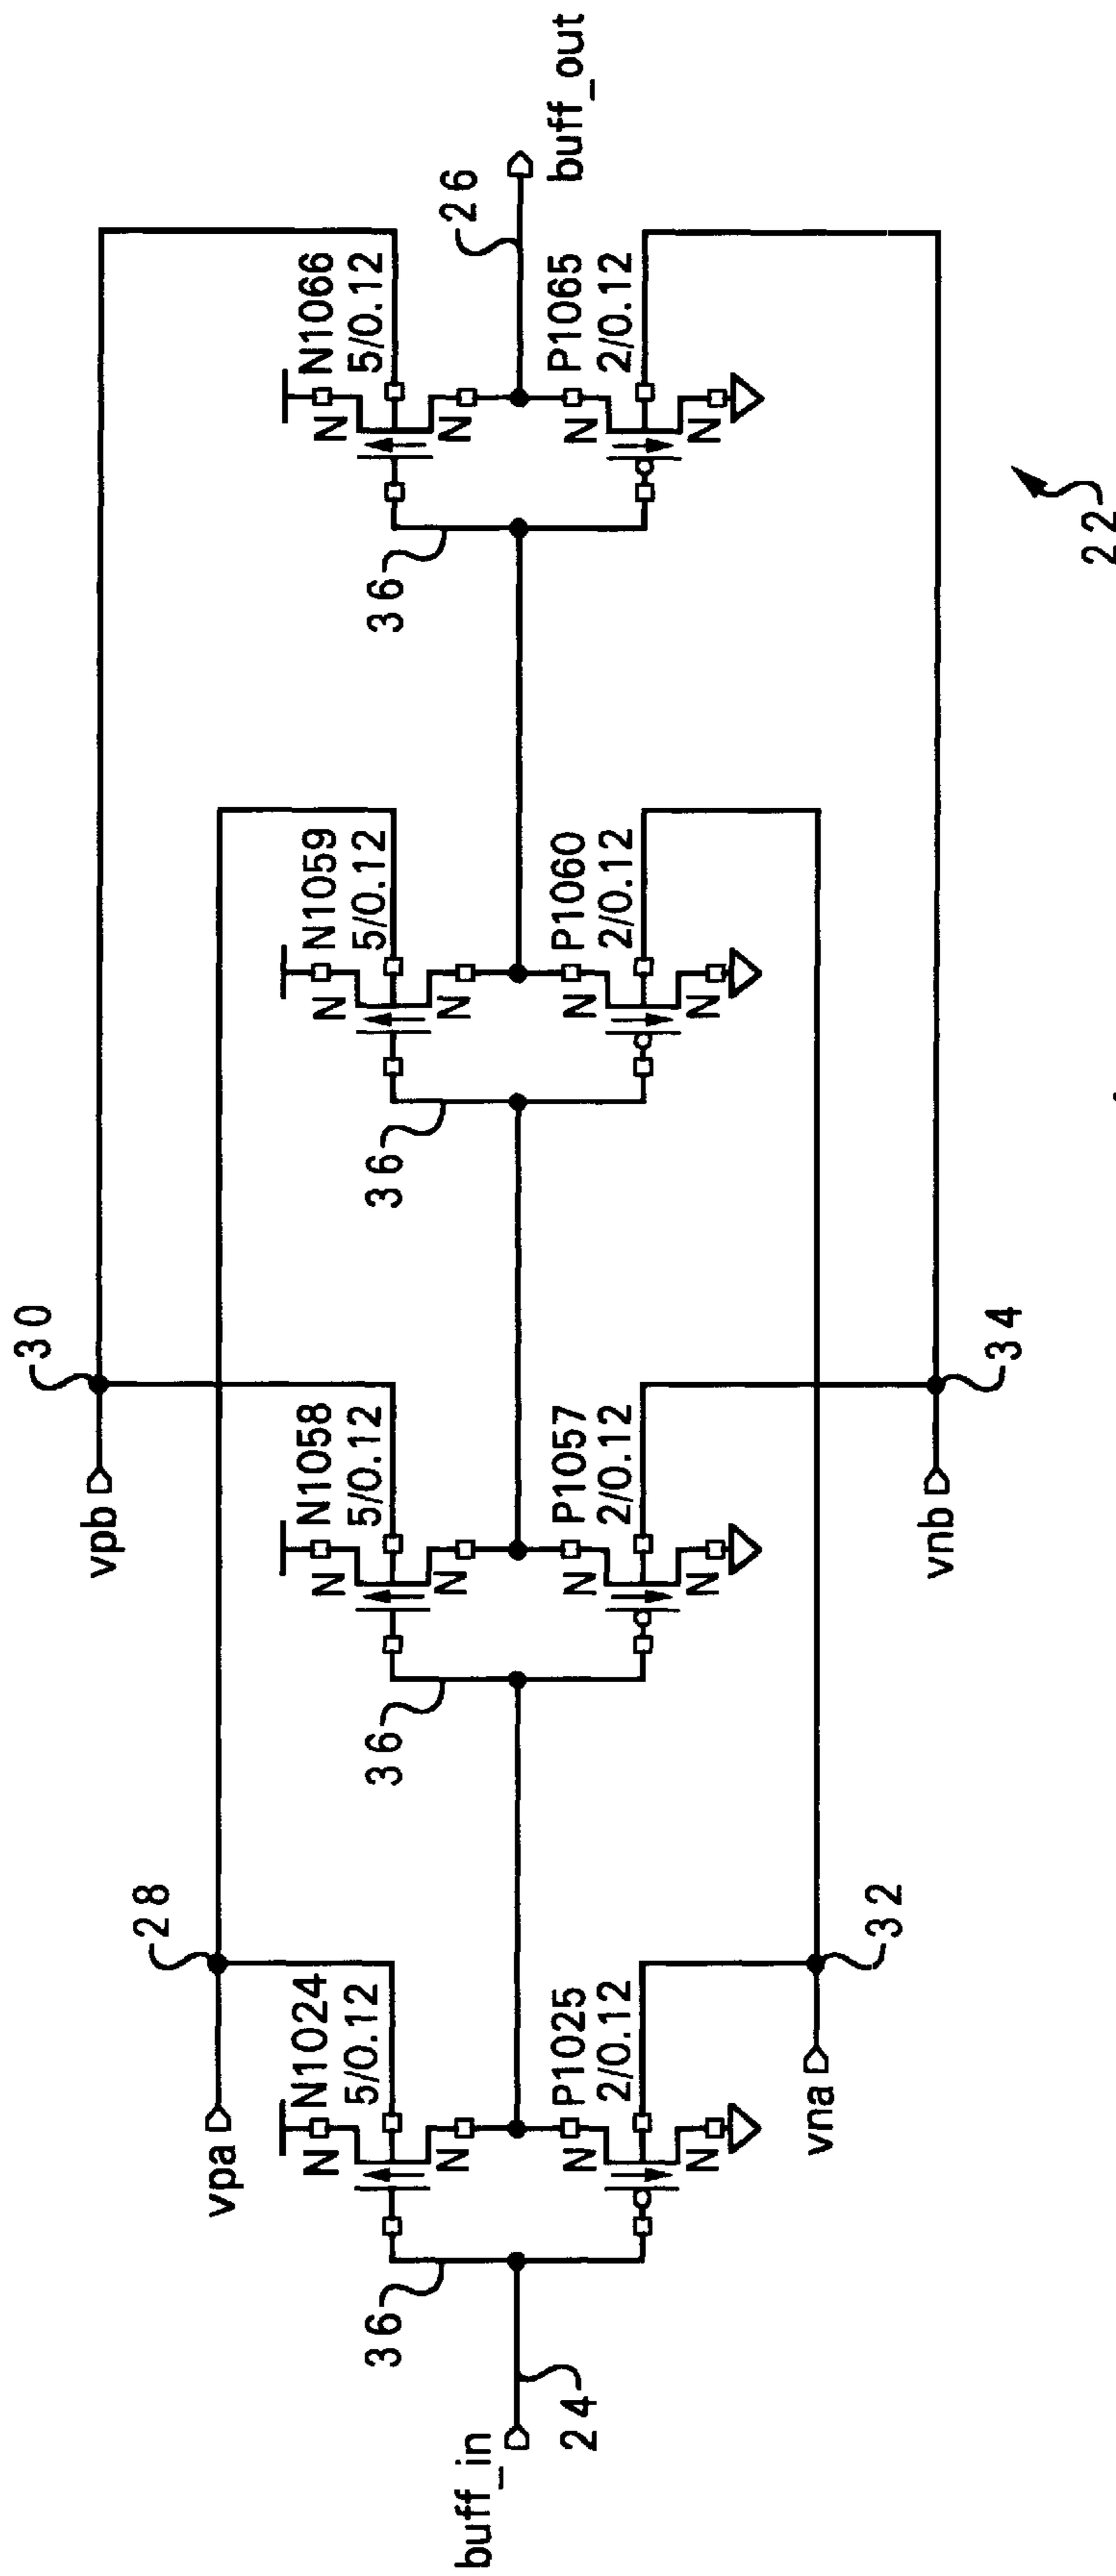 30
vpb
28
vpa
N1024
5/0.12
N
N
36
buff_in
24
P1025
2/0.12
N
N
vna
32
N1058
5/0.12
N
N
36
P1057
2/0.12
N
N
vnb
34
N1059
5/0.12
N
N
36
P1060
2/0.12
N
N
N1066
5/0.12
N
N
36
P1065
2/0.12
N
N
26
buff_out
22